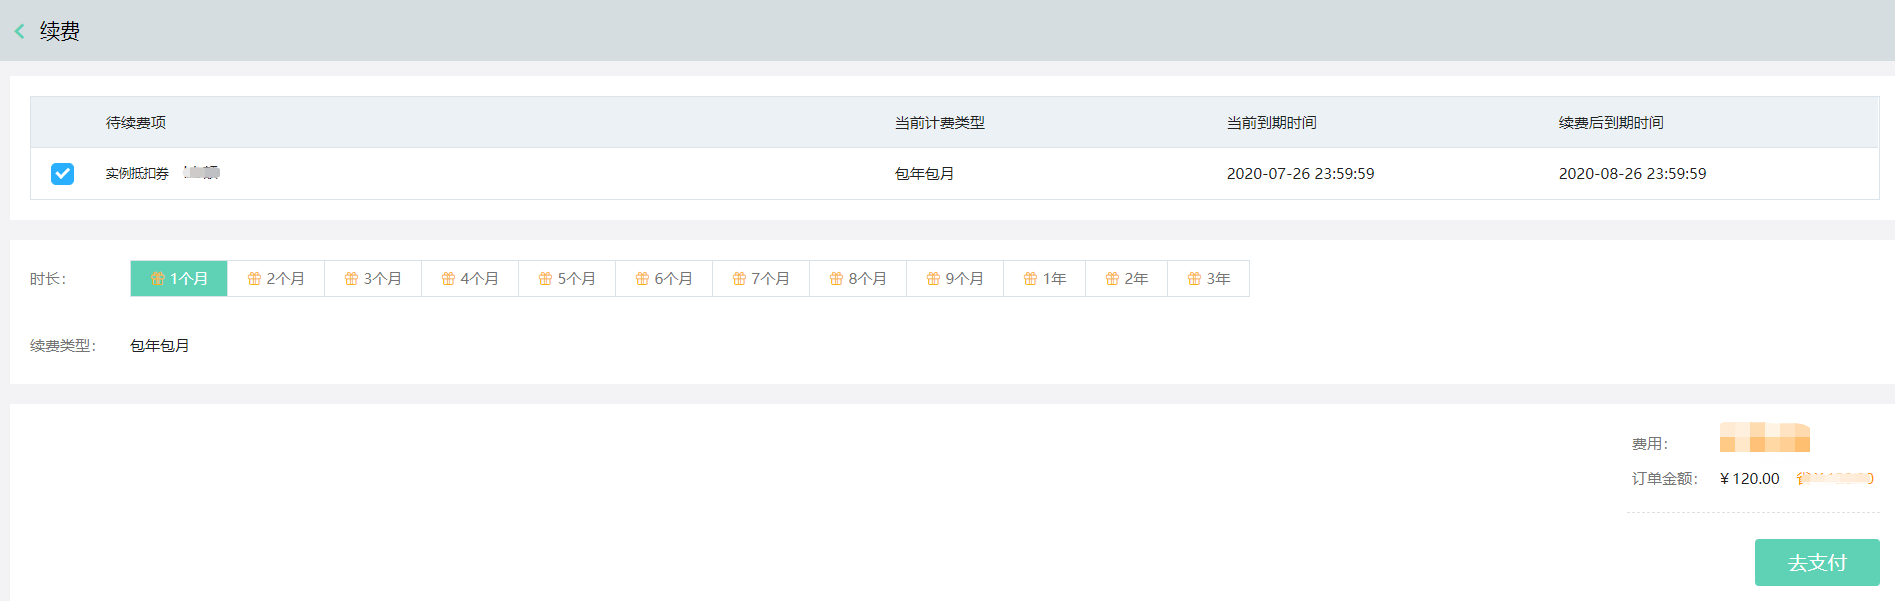 续费
待续费项 当前计费类型 当前到期时间 续费后到期时间
实例抵扣券 包年包月 2020-07-26 23:59:59 2020-08-26 23:59:59
时长: 1个月 2个月 3个月 4个月 5个月 6个月 7个月 8个月 9个月 1年 2年 3年
续费类型: 包年包月
费用:
订单金额: ¥120.00
去支付